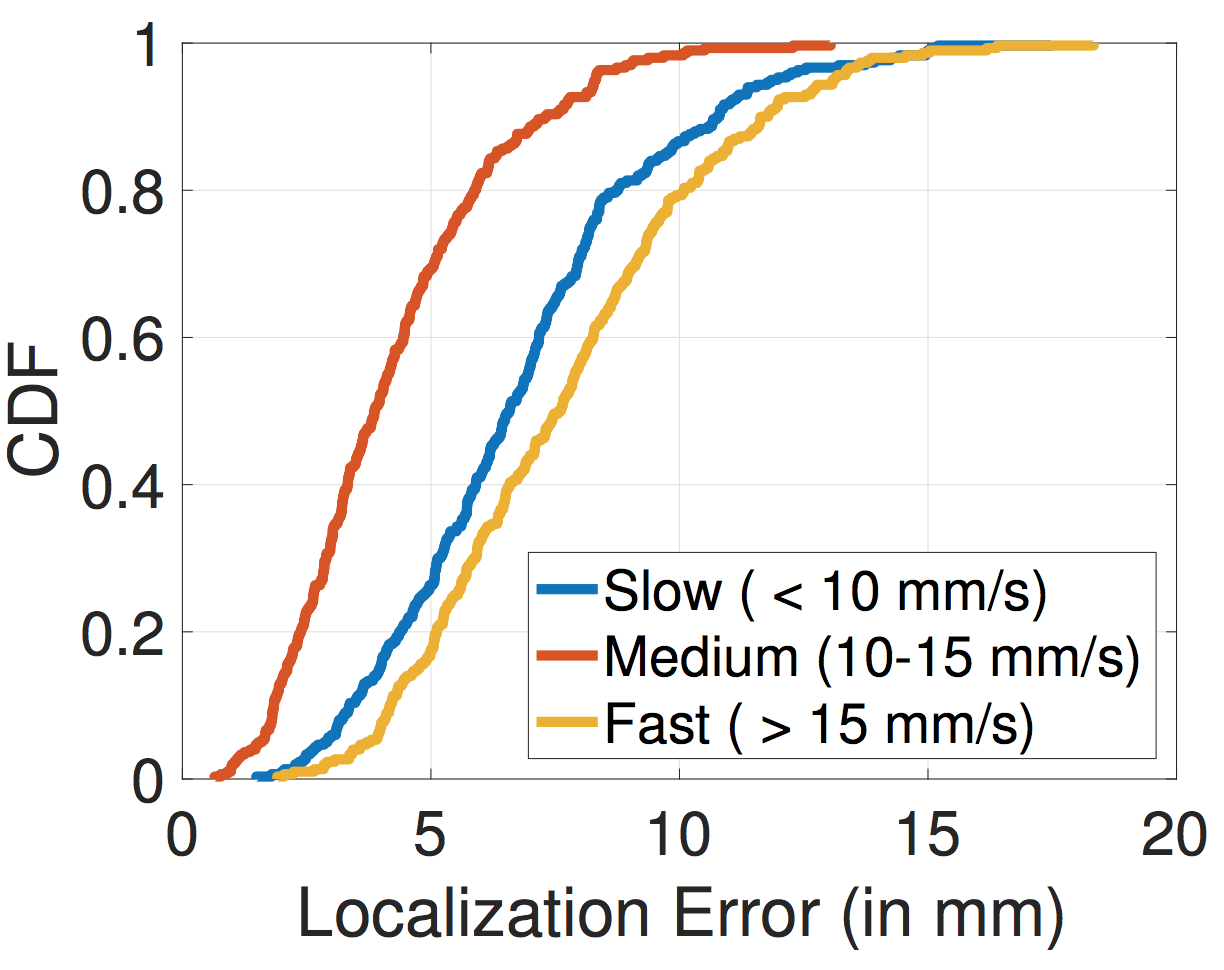 1
0.8
0.6
0.4
0.2
0
CDF
Slow ( < 10 mm/s)
Medium (10-15 mm/s)
Fast ( > 15 mm/s)
0 5 10 15 20
Localization Error (in mm)